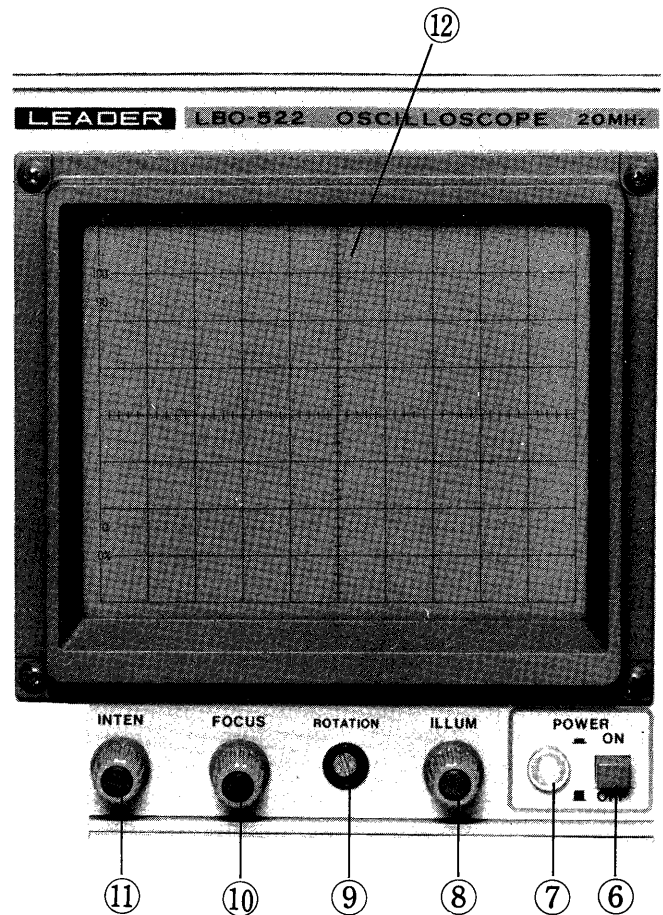 ⑫
LEADER LBO-522 OSCILLOSCOPE 20MHz
100
90
0%
INTEN FOCUS ROTATION ILLUM POWER
ON
OFF
⑪ ⑩ ⑨ ⑧ ⑦ ⑥